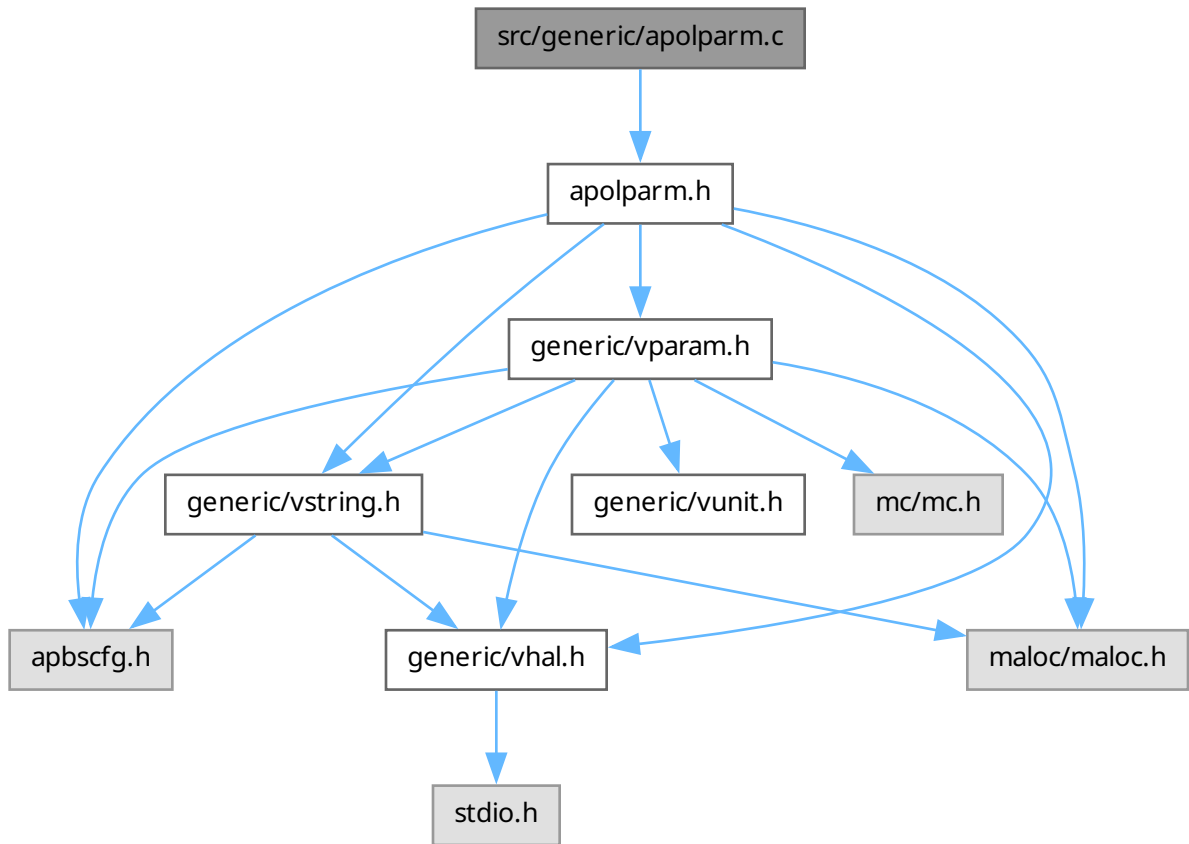 src/generic/apolparm.c
apolparm.h
generic/vparam.h
generic/vstring.h
generic/vunit.h
mc/mc.h
apbscfg.h
generic/vhal.h
maloc/maloc.h
stdio.h